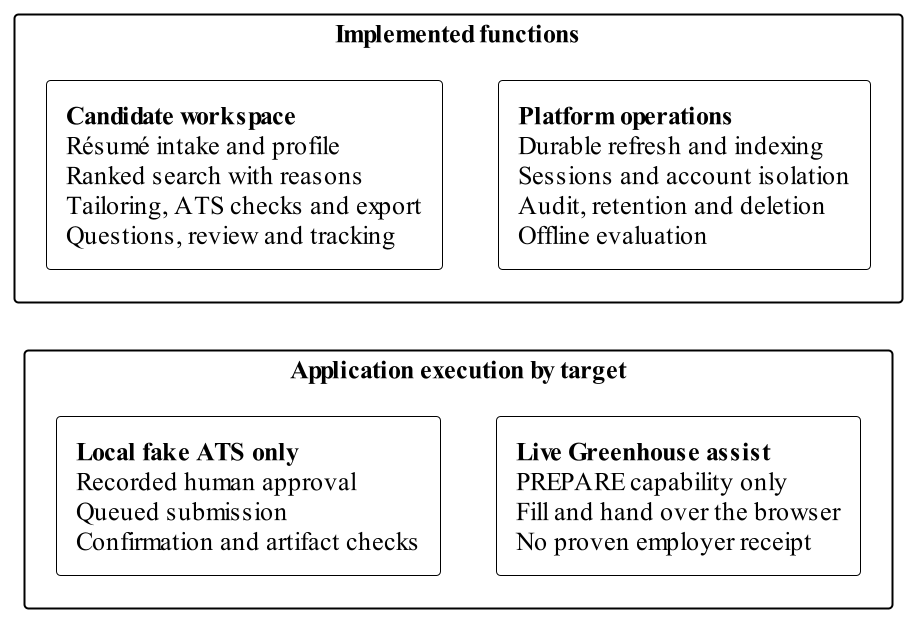 Implemented functions
Candidate workspace
Résumé intake and profile
Ranked search with reasons
Tailoring, ATS checks and export
Questions, review and tracking
Platform operations
Durable refresh and indexing
Sessions and account isolation
Audit, retention and deletion
Offline evaluation
Application execution by target
Local fake ATS only
Recorded human approval
Queued submission
Confirmation and artifact checks
Live Greenhouse assist
PREPARE capability only
Fill and hand over the browser
No proven employer receipt